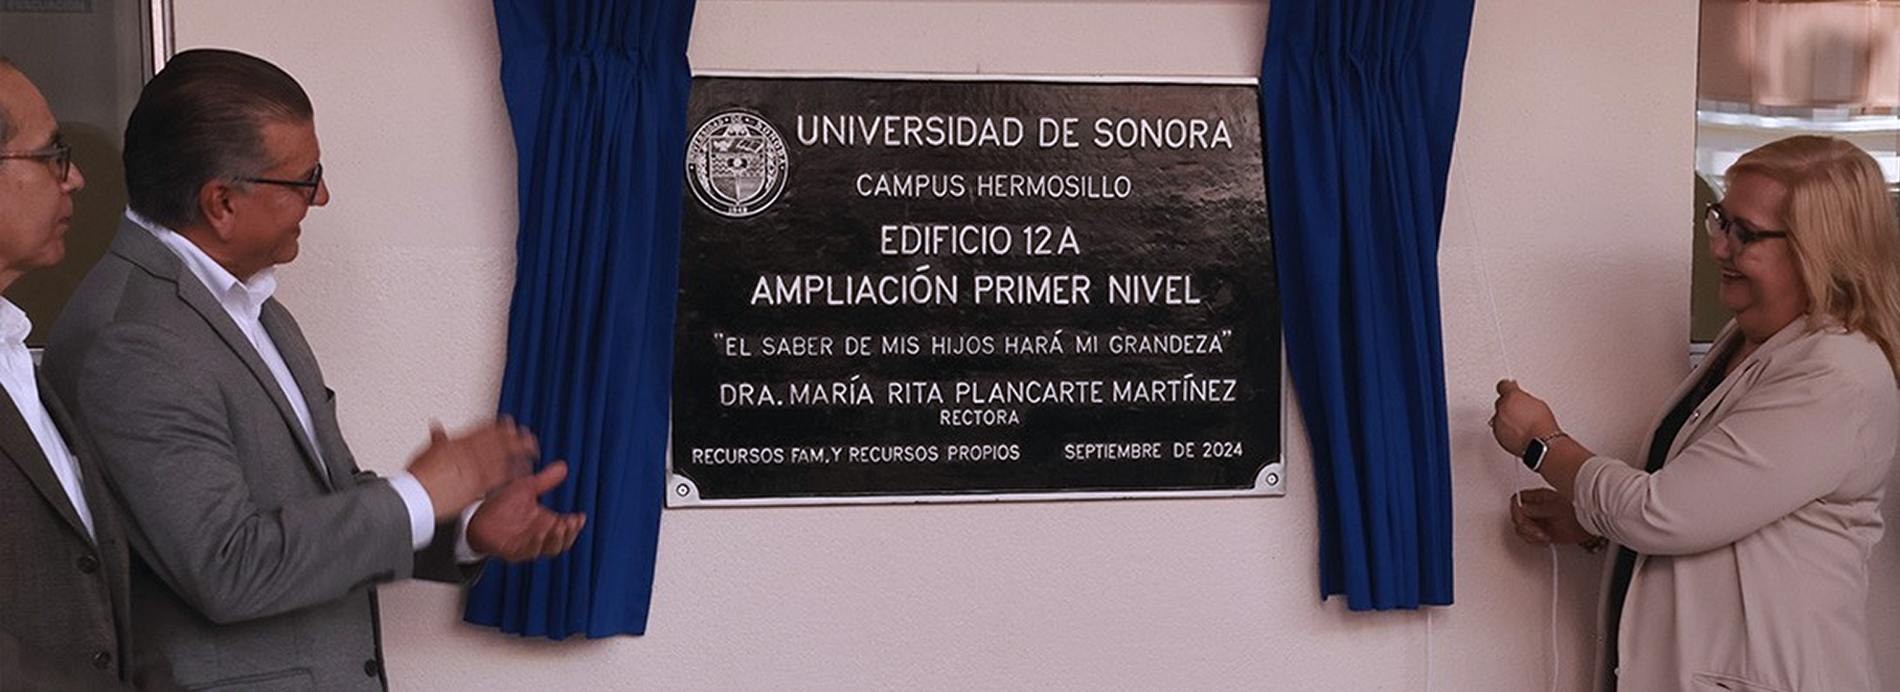 UNIVERSIDAD DE SONORA
CAMPUS HERMOSILLO
EDIFICIO 12 A
AMPLIACIÓN PRIMER NIVEL
"EL SABER DE MIS HIJOS HARÁ MI GRANDEZA"
DRA. MARÍA RITA PLANCARTE MARTÍNEZ
RECTORA
RECURSOS FAM, Y RECURSOS PROPIOS SEPTIEMBRE DE 2024